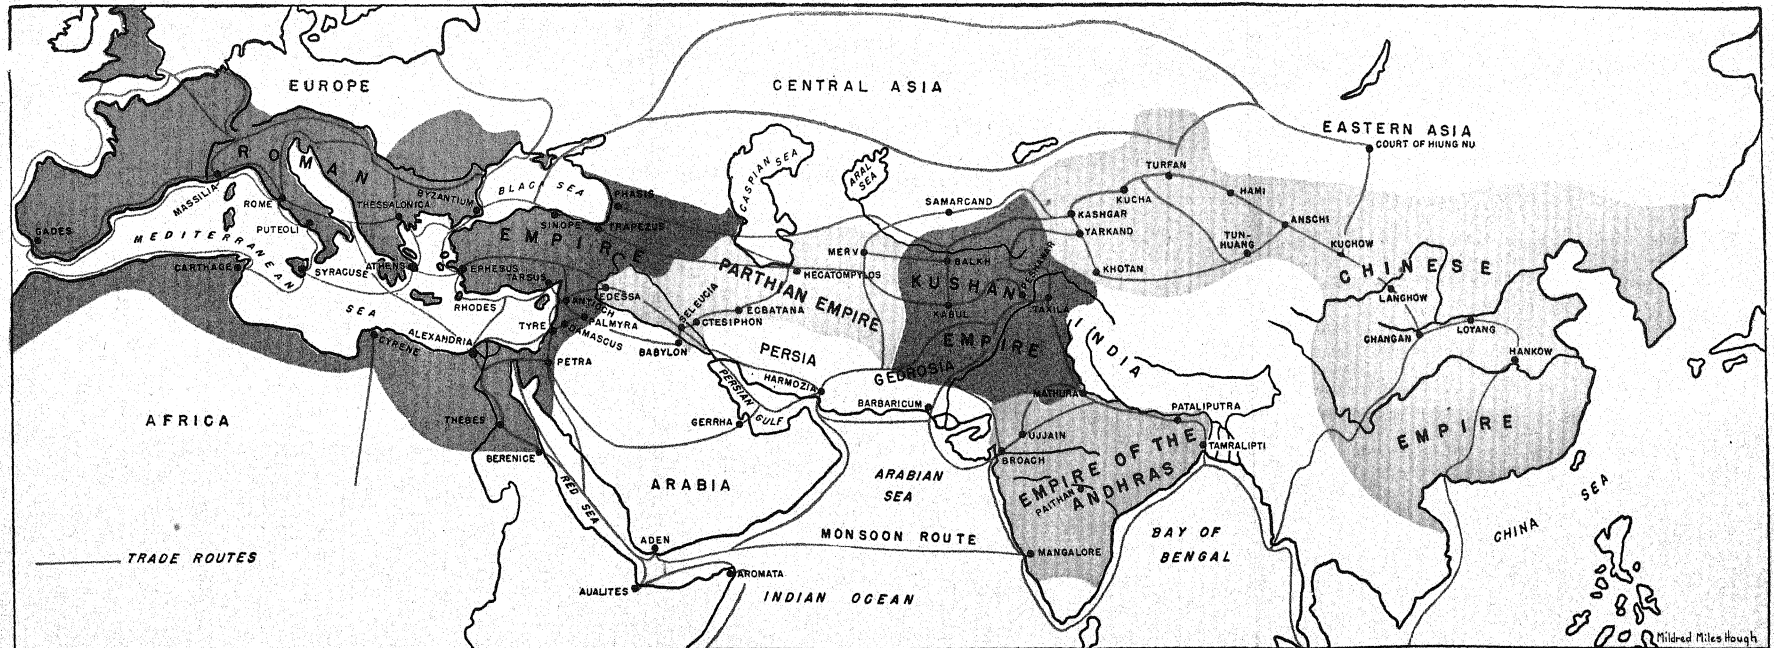 EUROPE
CENTRAL ASIA
EASTERN ASIA
COURT OF HIUNG NU
ROMAN
EMPIRE
BLACK SEA
CASPIAN SEA
ARAL
SEA
PHASIS
SINOPE
TRAPEZUS
BYZANTIUM
THESSALONICA
MASSILIA
ROME
PUTEOLI
GADES
MEDITERRANEAN
SEA
CARTHAGE
SYRACUSE
ATHENS
EPHESUS
TARSUS
RHODES
ANTIOCH
EDESSA
PALMYRA
TYRE
DAMASCUS
ALEXANDRIA
CYRENE
PETRA
THEBES
BERENICE
SELEUCIA
CTESIPHON
ECBATANA
BABYLON
HECATOMPYLOS
PARTHIAN EMPIRE
PERSIA
PERSIAN
GULF
HARMOZIA
GEDROSIA
GERRHA
BARBARICUM
SAMARCAND
MERV
BALKH
KUSHAN
EMPIRE
KABUL
PESHAWAR
TAXILA
INDIA
MATHURA
KASHGAR
YARKAND
KHOTAN
KUCHA
TURFAN
HAMI
ANSCHI
TUN-
HUANG
KUCHOW
CHINESE
EMPIRE
LANCHOW
CHANGAN
LOYANG
HANKOW
PATALIPUTRA
TAMRALIPTI
UJJAIN
BROACH
EMPIRE OF THE
ANDHRAS
PAITHAN
MANGALORE
AFRICA
ARABIA
RED SEA
ARABIAN
SEA
MONSOON ROUTE
BAY OF
BENGAL
CHINA
SEA
ADEN
AUALITES
AROMATA
INDIAN OCEAN
TRADE ROUTES
Mildred Miles Hough